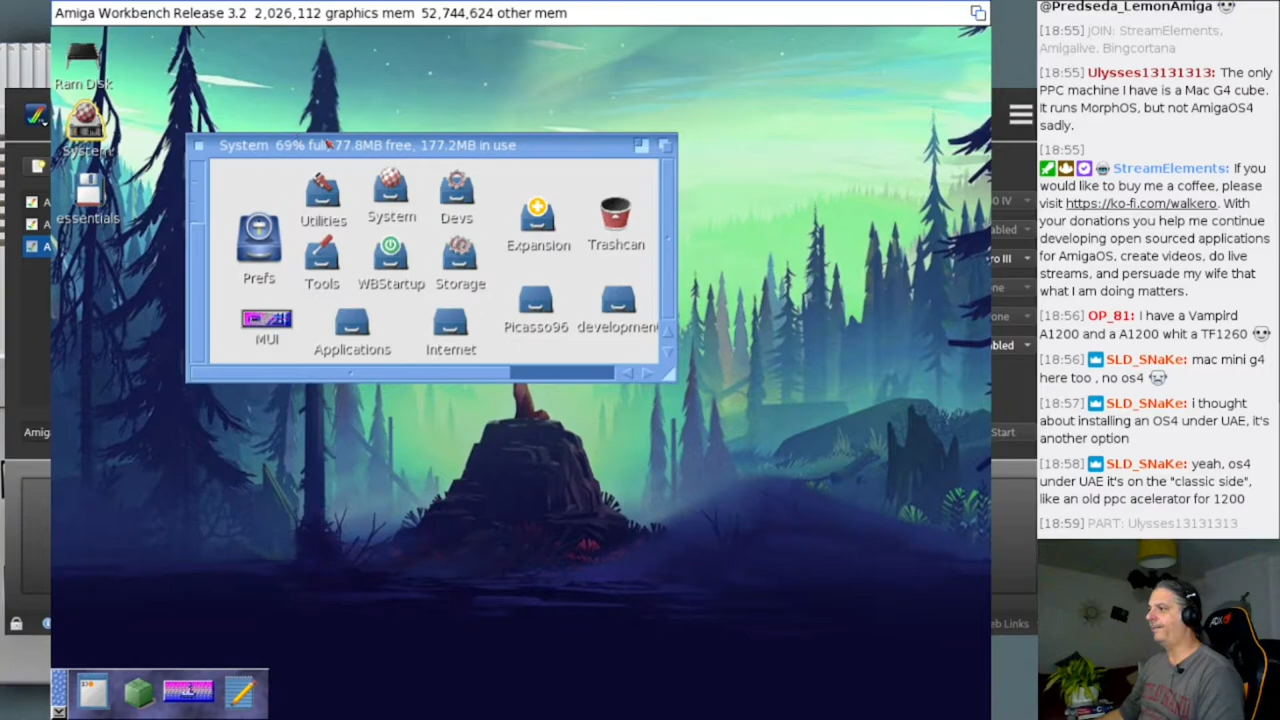 Amiga Workbench Release 3.2  2,026,112 graphics mem  52,744,624 other mem
Ram Disk
System
essentials
System  69% full, 77.8MB free, 177.2MB in use
Utilities
System
Devs
Expansion
Trashcan
Prefs
Tools
WBStartup
Storage
MUI
Applications
Internet
Picasso96
developmen
Amig
Start
eb Links
@Predseda_LemonAmiga
[18:55] JOIN: StreamElements,
Amigalive. Bingcortana
[18:55] Ulysses13131313: The only
PPC machine I have is a Mac G4 cube.
It runs MorphOS, but not AmigaOS4
sadly.
[18:55]
StreamElements: If you
would like to buy me a coffee, please
visit https://ko-fi.com/walkero. With
your donations you help me continue
developing open sourced applications
for AmigaOS, create videos, do live
streams, and persuade my wife that
what I am doing matters.
[18:56] OP_81: I have a Vampird
A1200 and a A1200 whit a TF1260
[18:56] SLD_SNaKe: mac mini g4
here too , no os4
[18:57] SLD_SNaKe: i thought
about installing an OS4 under UAE, it's
another option
[18:58] SLD_SNaKe: yeah, os4
under UAE it's on the "classic side",
like an old ppc acelerator for 1200
[18:59] PART: Ulysses13131313